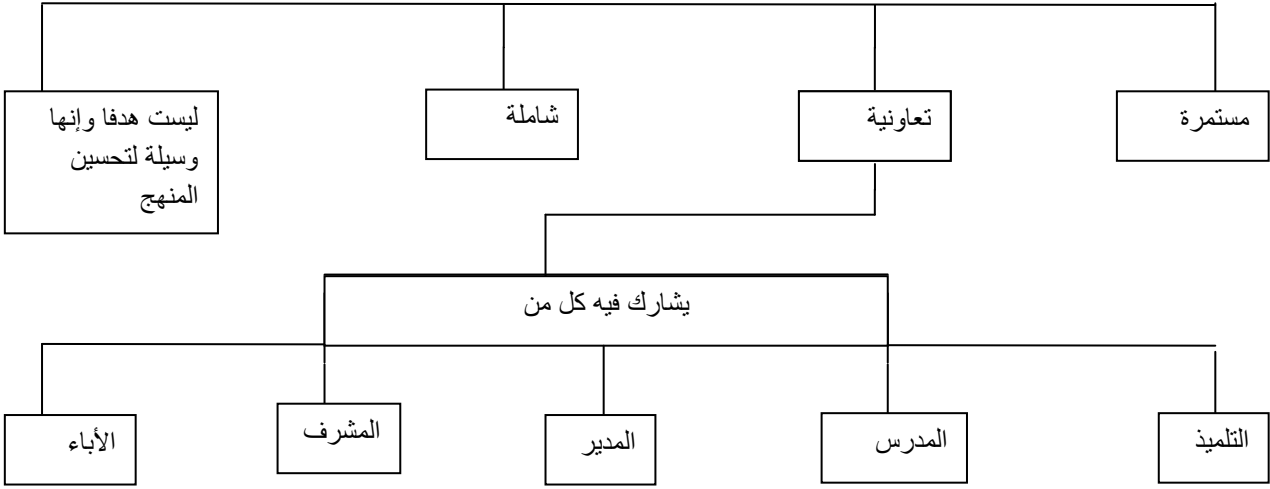 مستمرة
تعاونية
شاملة
ليست هدفا وإنها
وسيلة لتحسين
المنهج
يشارك فيه كل من
التلميذ
المدرس
المدير
المشرف
الأباء